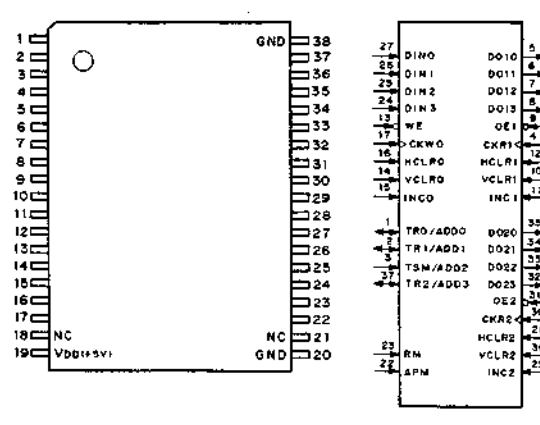 1 GND 38
2 37
3 36
4 35
5 34
6 33
7 32
8 31
9 30
10 29
11 28
12 27
13 26
14 25
15 24
16 23
17 22
18 NC NC 21
19 VDD(+5V) GND 20
27 DIN0 DO10 5
26 DIN1 DO11 6
25 DIN2 DO12 7
24 DIN3 DO13 8
13 WE OE1 9
17 CKW0 CKR1 4
16 HCLR0 HCLR1 12
14 VCLR0 VCLR1 10
15 INC0 INC1 11
1 TR0/ADD0 DO20 35
2 TR1/ADD1 DO21 34
3 TSM/ADD2 DO22 33
37 TR2/ADD3 DO23 32
OE2
CKR2
HCLR2
23 RM VCLR2
22 APM INC2